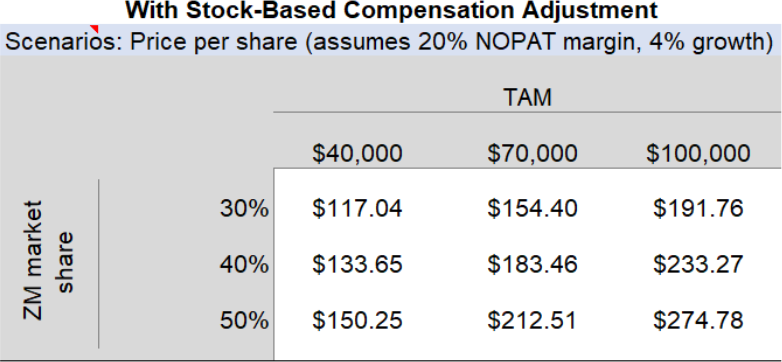 With Stock-Based Compensation Adjustment
Scenarios: Price per share (assumes 20% NOPAT margin, 4% growth)
TAM
$40,000 $70,000 $100,000
ZM market
share
30% $117.04 $154.40 $191.76
40% $133.65 $183.46 $233.27
50% $150.25 $212.51 $274.78